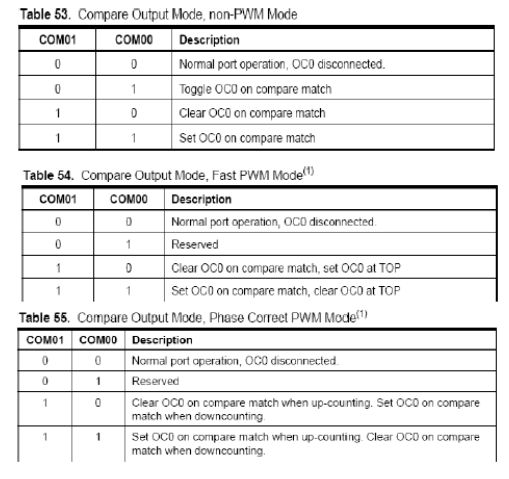 Table 53. Compare Output Mode, non-PWM Mode
COM01 COM00 Description
0 0 Normal port operation, OC0 disconnected.
0 1 Toggle OC0 on compare match
1 0 Clear OC0 on compare match
1 1 Set OC0 on compare match
Table 54. Compare Output Mode, Fast PWM Mode(1)
COM01 COM00 Description
0 0 Normal port operation, OC0 disconnected.
0 1 Reserved
1 0 Clear OC0 on compare match, set OC0 at TOP
1 1 Set OC0 on compare match, clear OC0 at TOP
Table 55. Compare Output Mode, Phase Correct PWM Mode(1)
COM01 COM00 Description
0 0 Normal port operation, OC0 disconnected.
0 1 Reserved
1 0 Clear OC0 on compare match when up-counting. Set OC0 on compare
match when downcounting.
1 1 Set OC0 on compare match when up-counting. Clear OC0 on compare
match when downcounting.